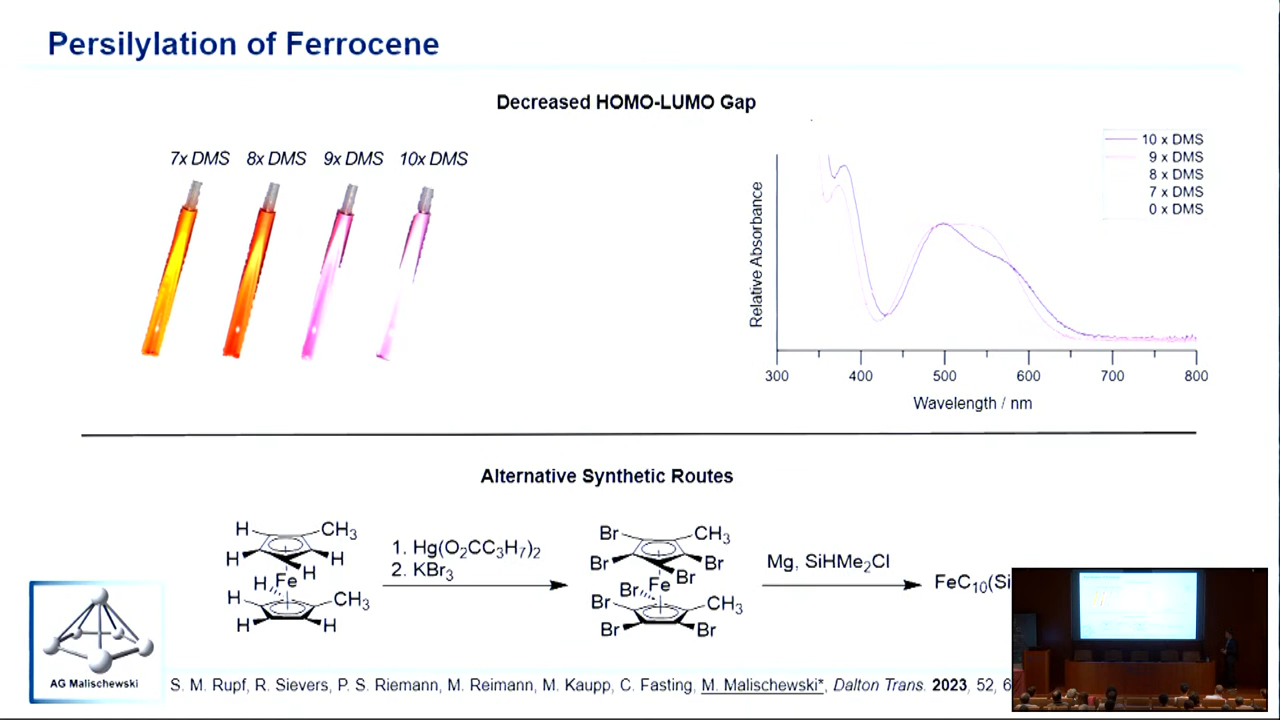 Persilylation of Ferrocene
Decreased HOMO-LUMO Gap
7x DMS 8x DMS 9x DMS 10x DMS
10 x DMS
9 x DMS
8 x DMS
7 x DMS
0 x DMS
Relative Absorbance
300 400 500 600 700 800
Wavelength / nm
Alternative Synthetic Routes
H CH₃
H H
H
Fe
H
H CH₃
H H
1. Hg(O₂CC₃H₇)₂
2. KBr₃
Br CH₃
Br Br
Br
Fe
Br
Br CH₃
Br Br
Mg, SiHMe₂Cl
FeC₁₀(Si
AG Malischewski
S. M. Rupf, R. Sievers, P. S. Riemann, M. Reimann, M. Kaupp, C. Fasting, M. Malischewski*, Dalton Trans. 2023, 52, 6